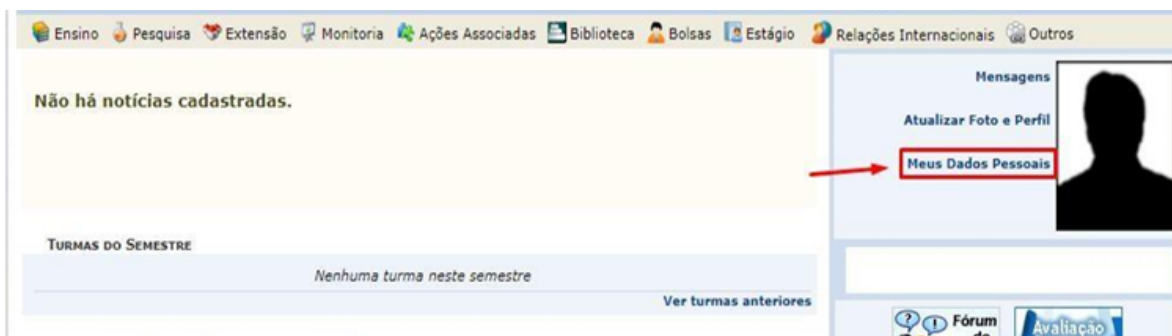 Ensino Pesquisa Extensão Monitoria Ações Associadas Biblioteca Bolsas Estágio Relações Internacionais Outros
Não há notícias cadastradas.
Mensagens
Atualizar Foto e Perfil
Meus Dados Pessoais
TURMAS DO SEMESTRE
Nenhuma turma neste semestre
Ver turmas anteriores
Fórum
de
Avaliação